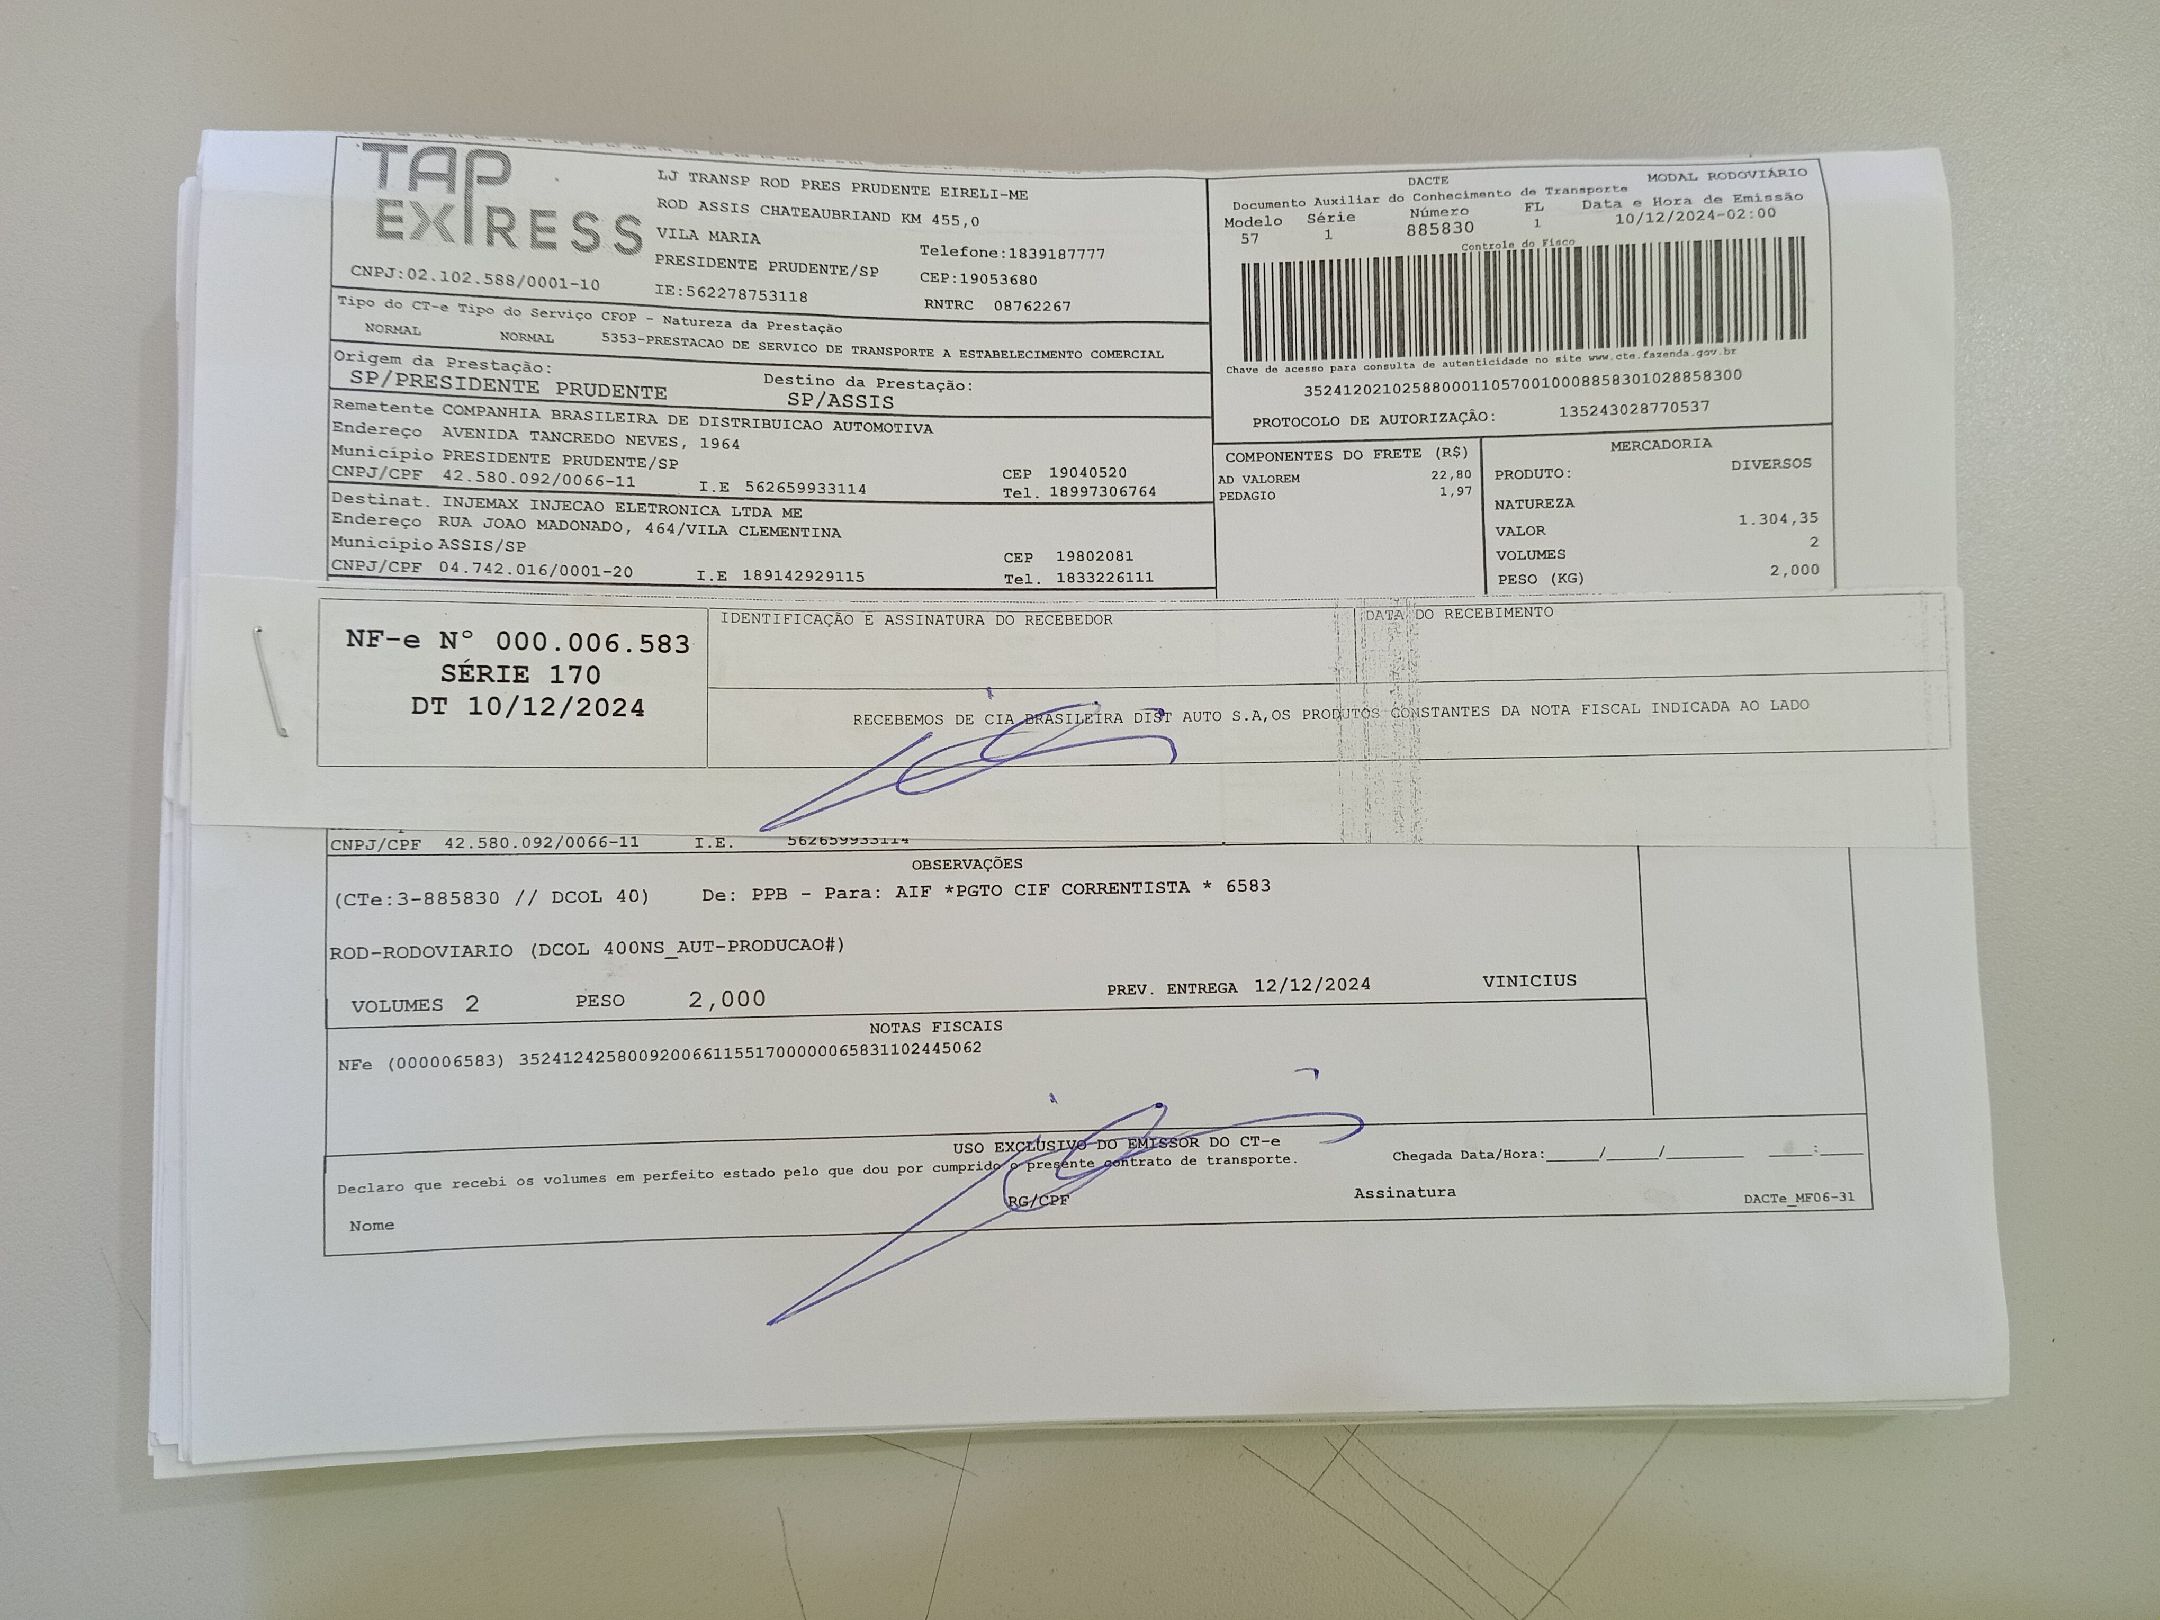 TAP
EXPRESS
LJ TRANSP ROD PRES PRUDENTE EIRELI-ME
ROD ASSIS CHATEAUBRIAND KM 455,0
VILA MARIA
Telefone:1839187777
PRESIDENTE PRUDENTE/SP
CEP:19053680
CNPJ:02.102.588/0001-10
IE:562278753118
RNTRC 08762267
Tipo do CT-e Tipo do Serviço CFOP - Natureza da Prestação
NORMAL NORMAL 5353-PRESTACAO DE SERVICO DE TRANSPORTE A ESTABELECIMENTO COMERCIAL
Origem da Prestação:
SP/PRESIDENTE PRUDENTE
Destino da Prestação:
SP/ASSIS
Remetente COMPANHIA BRASILEIRA DE DISTRIBUICAO AUTOMOTIVA
Endereço AVENIDA TANCREDO NEVES, 1964
Município PRESIDENTE PRUDENTE/SP CEP 19040520
CNPJ/CPF 42.580.092/0066-11 I.E 562659933114 Tel. 18997306764
Destinat. INJEMAX INJECAO ELETRONICA LTDA ME
Endereço RUA JOAO MADONADO, 464/VILA CLEMENTINA
Município ASSIS/SP CEP 19802081
CNPJ/CPF 04.742.016/0001-20 I.E 189142929115 Tel. 1833226111
DACTE MODAL RODOVIÁRIO
Documento Auxiliar do Conhecimento de Transporte
Modelo Série Número FL Data e Hora de Emissão
57 1 885830 1 10/12/2024-02:00
Controle do Fisco
Chave de acesso para consulta de autenticidade no site www.cte.fazenda.gov.br
35241202102588000110570010008858301028858300
PROTOCOLO DE AUTORIZAÇÃO: 135243028770537
COMPONENTES DO FRETE (R$)
AD VALOREM 22,80
PEDAGIO 1,97
MERCADORIA
PRODUTO: DIVERSOS
NATUREZA
VALOR 1.304,35
VOLUMES 2
PESO (KG) 2,000
NF-e Nº 000.006.583
SÉRIE 170
DT 10/12/2024
IDENTIFICAÇÃO E ASSINATURA DO RECEBEDOR
DATA DO RECEBIMENTO
RECEBEMOS DE CIA BRASILEIRA DIST AUTO S.A,OS PRODUTOS CONSTANTES DA NOTA FISCAL INDICADA AO LADO
CNPJ/CPF 42.580.092/0066-11 I.E. 562659933114
OBSERVAÇÕES
(CTe:3-885830 // DCOL 40) De: PPB - Para: AIF *PGTO CIF CORRENTISTA * 6583
ROD-RODOVIARIO (DCOL 400NS_AUT-PRODUCAO#)
VOLUMES 2 PESO 2,000 PREV. ENTREGA 12/12/2024 VINICIUS
NOTAS FISCAIS
NFe (000006583) 35241242580092006611551700000065831102445062
USO EXCLUSIVO DO EMISSOR DO CT-e
Declaro que recebi os volumes em perfeito estado pelo que dou por cumprido o presente contrato de transporte.
Chegada Data/Hora:_____/_____/_______ ____:____
Nome RG/CPF Assinatura DACTe_MF06-31